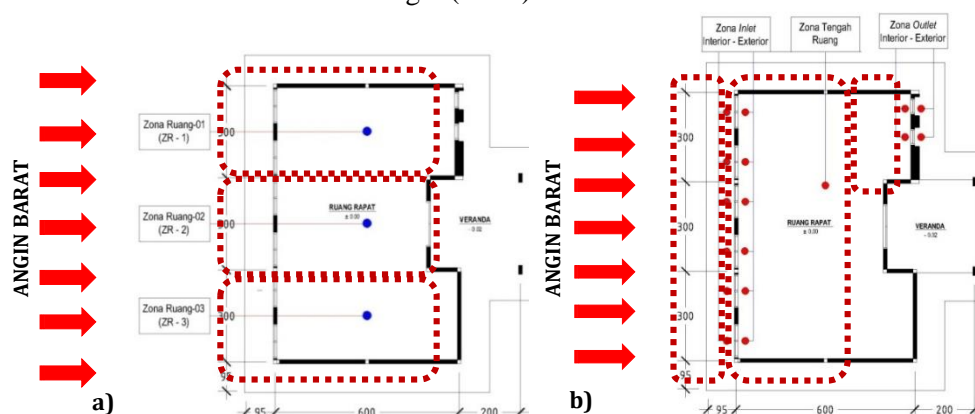 Zona Inlet
Interior - Exterior
Zona Tengah
Ruang
Zona Outlet
Interior - Exterior
ANGIN BARAT
Zona Ruang-01
(ZR - 1)
300
Zona Ruang-02
(ZR - 2)
RUANG RAPAT
± 0.00
VERANDA
- 0.02
Zona Ruang-03
(ZR - 3)
300
95
a)
95
600
200
ANGIN BARAT
300
300
300
RUANG RAPAT
± 0.00
VERANDA
- 0.02
95
b)
95
600
200